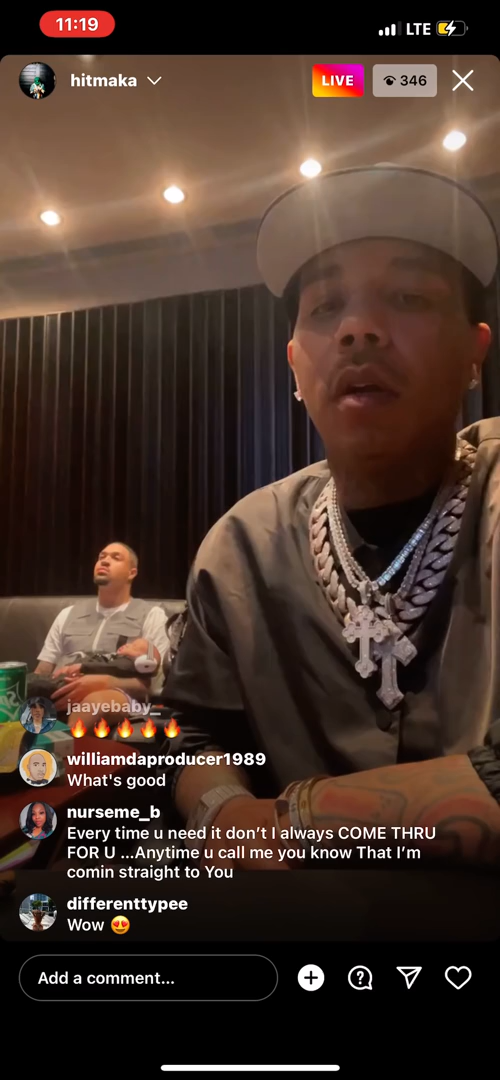 11:19
LTE
hitmaka
LIVE
346
jaayebaby_
🔥🔥🔥🔥🔥
williamdaproducer1989
What's good
nurseme_b
Every time u need it don’t I always COME THRU
FOR U ...Anytime u call me you know That I’m
comin straight to You
differenttypee
Wow 😍
Add a comment...